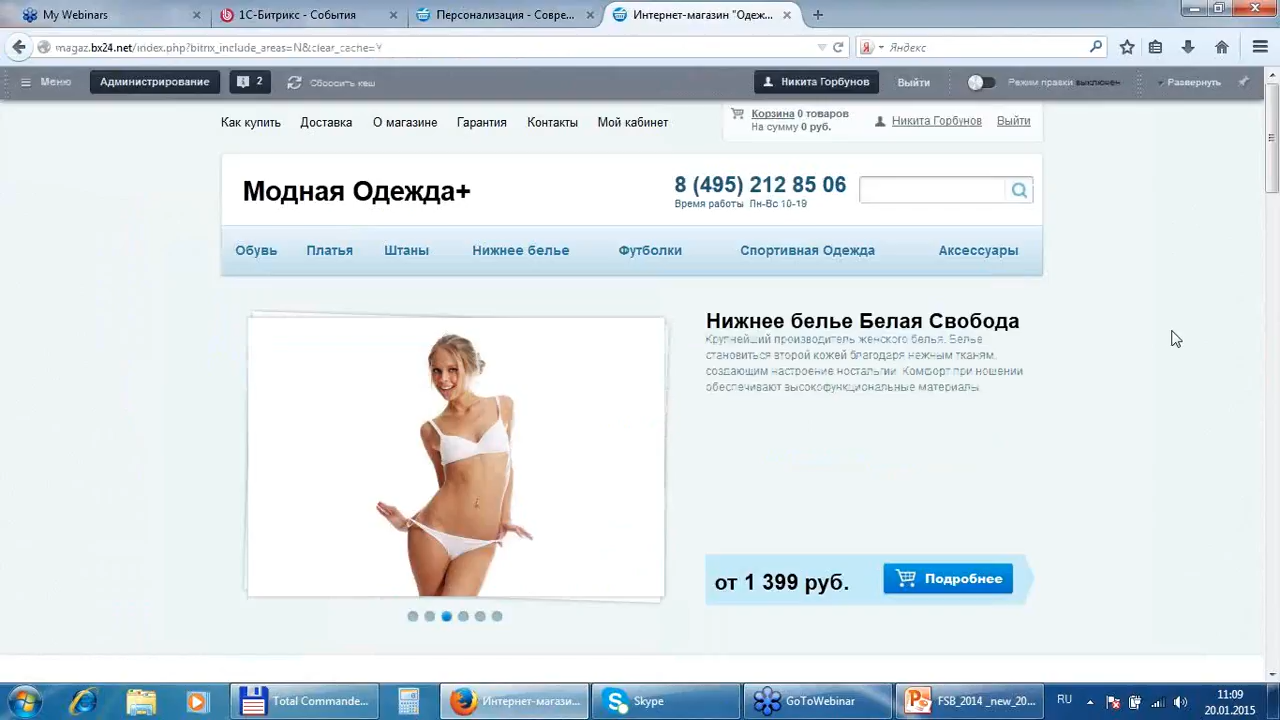 My Webinars
1С-Битрикс - События
Персонализация - Совре...
Интернет-магазин "Одеж...
magaz.bx24.net/index.php?bitrix_include_areas=N&clear_cache=Y
Яндекс
Меню
Администрирование
2
Сбросить кеш
Никита Горбунов
Выйти
Режим правки выключен
Развернуть
Как купить
Доставка
О магазине
Гарантия
Контакты
Мой кабинет
Корзина 0 товаров
На сумму 0 руб.
Никита Горбунов
Выйти
Модная Одежда+
8 (495) 212 85 06
Время работы Пн-Вс 10-19
Обувь
Платья
Штаны
Нижнее белье
Футболки
Спортивная Одежда
Аксессуары
Нижнее белье Белая Свобода
Крупнейший производитель женского белья. Белье
становиться второй кожей благодаря нежным тканям,
создающим настроение ностальгии. Комфорт при ношении
обеспечивают высокофункциональные материалы.
от 1 399 руб.
Подробнее
Total Commande...
Интернет-магази...
Skype
GoToWebinar
FSB_2014 _new_20...
RU
11:09
20.01.2015